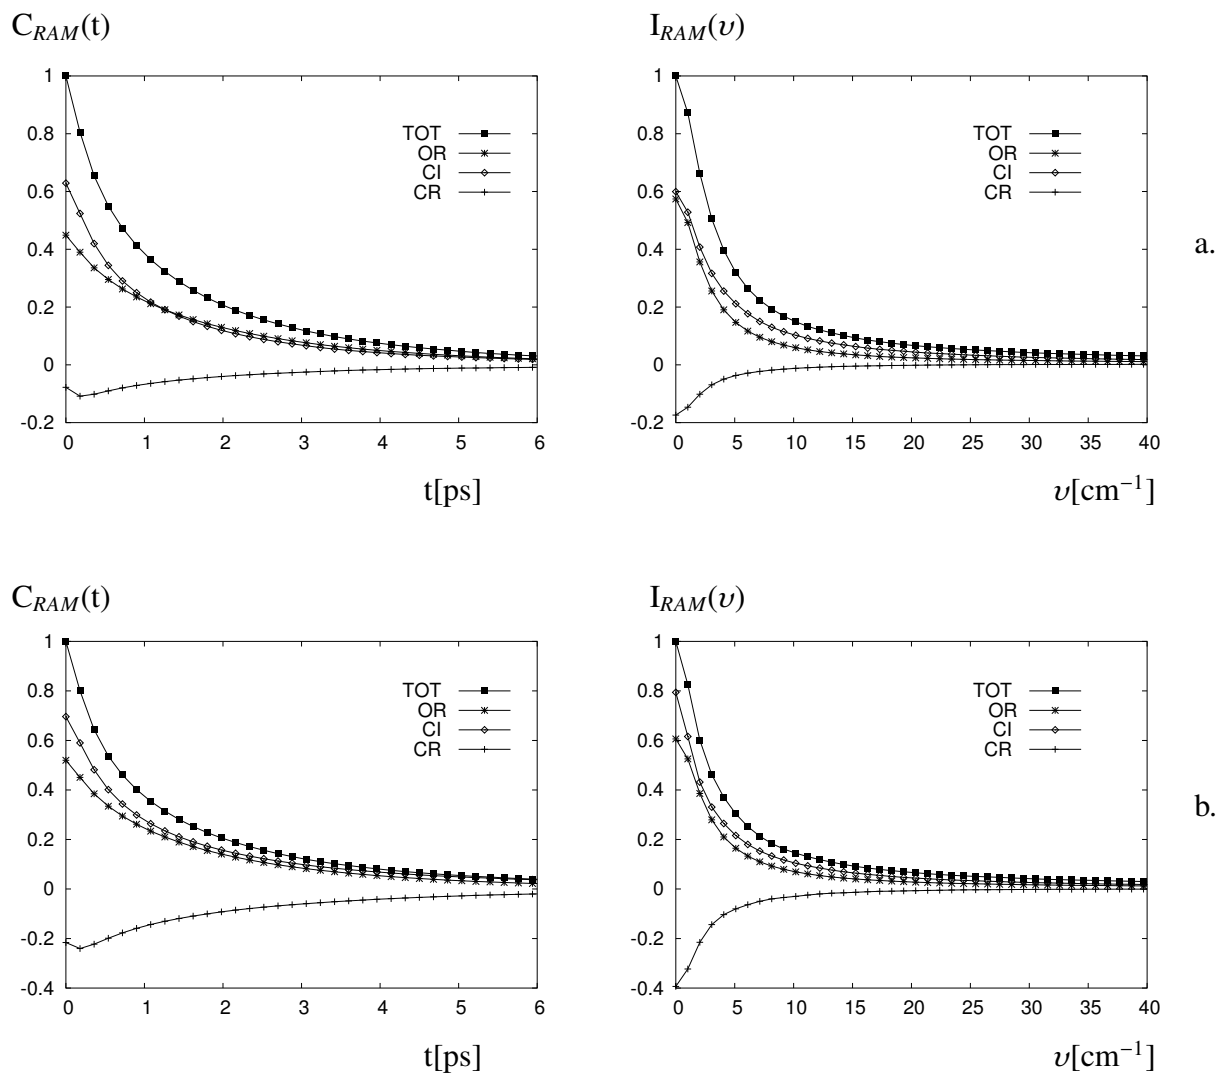 C_RAM(t)
I_RAM(υ)
1
0.8
0.6
0.4
0.2
0
-0.2
TOT
OR
CI
CR
0 1 2 3 4 5 6
t[ps]
1
0.8
0.6
0.4
0.2
0
-0.2
TOT
OR
CI
CR
0 5 10 15 20 25 30 35 40
υ[cm⁻¹]
a.
C_RAM(t)
I_RAM(υ)
1
0.8
0.6
0.4
0.2
0
-0.2
-0.4
TOT
OR
CI
CR
0 1 2 3 4 5 6
t[ps]
1
0.8
0.6
0.4
0.2
0
-0.2
-0.4
TOT
OR
CI
CR
0 5 10 15 20 25 30 35 40
υ[cm⁻¹]
b.